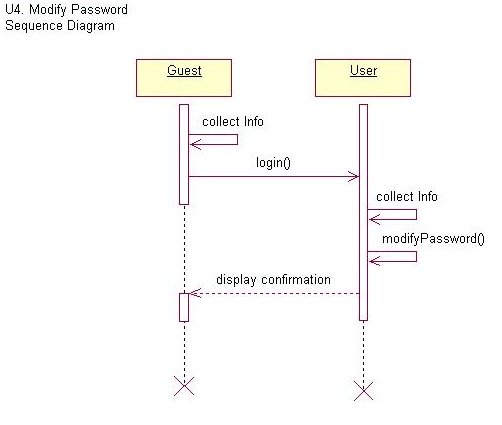 U4. Modify Password
Sequence Diagram
Guest
User
collect Info
login()
collect Info
modifyPassword()
display confirmation